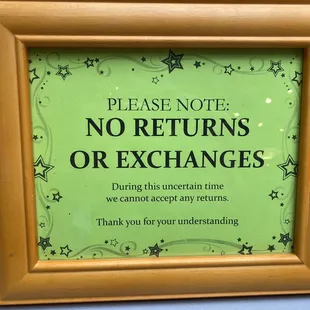 PLEASE NOTE:
NO RETURNS
OR EXCHANGES
During this uncertain time
we cannot accept any returns.
Thank you for your understanding